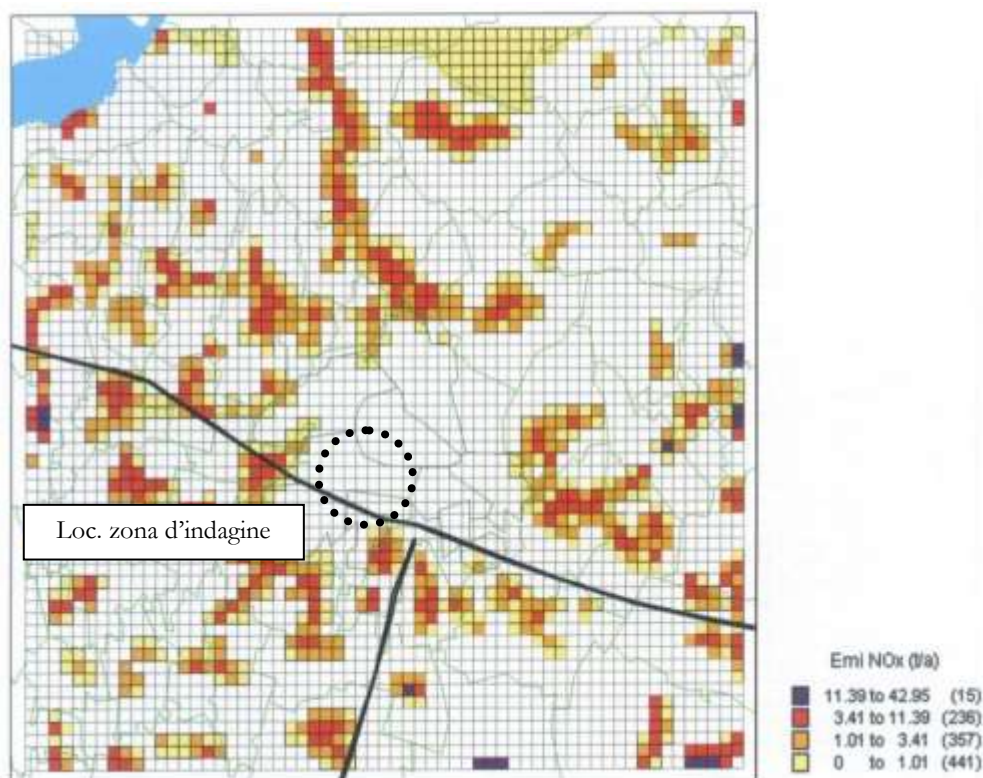 Loc. zona d'indagine
Emi NOx (t/a)
11.39 to 42.95 (15)
3.41 to 11.39 (236)
1.01 to 3.41 (357)
0 to 1.01 (441)